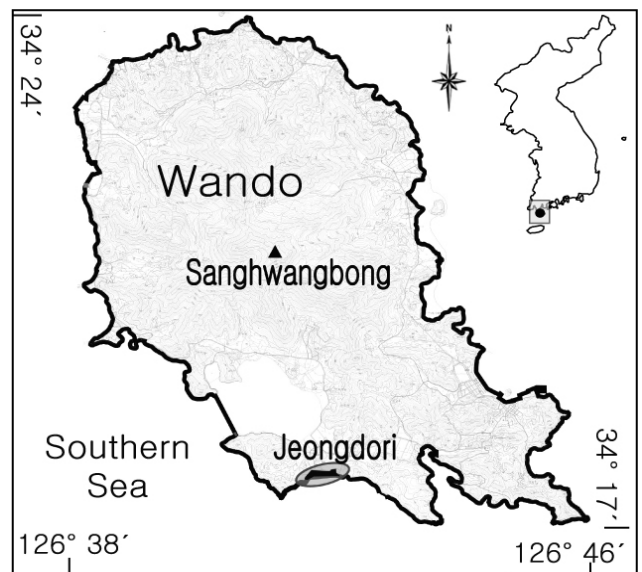 34° 24′
N
Wando
Sanghwangbong
Jeongdori
Southern
Sea
34° 17′
126° 38′
126° 46′